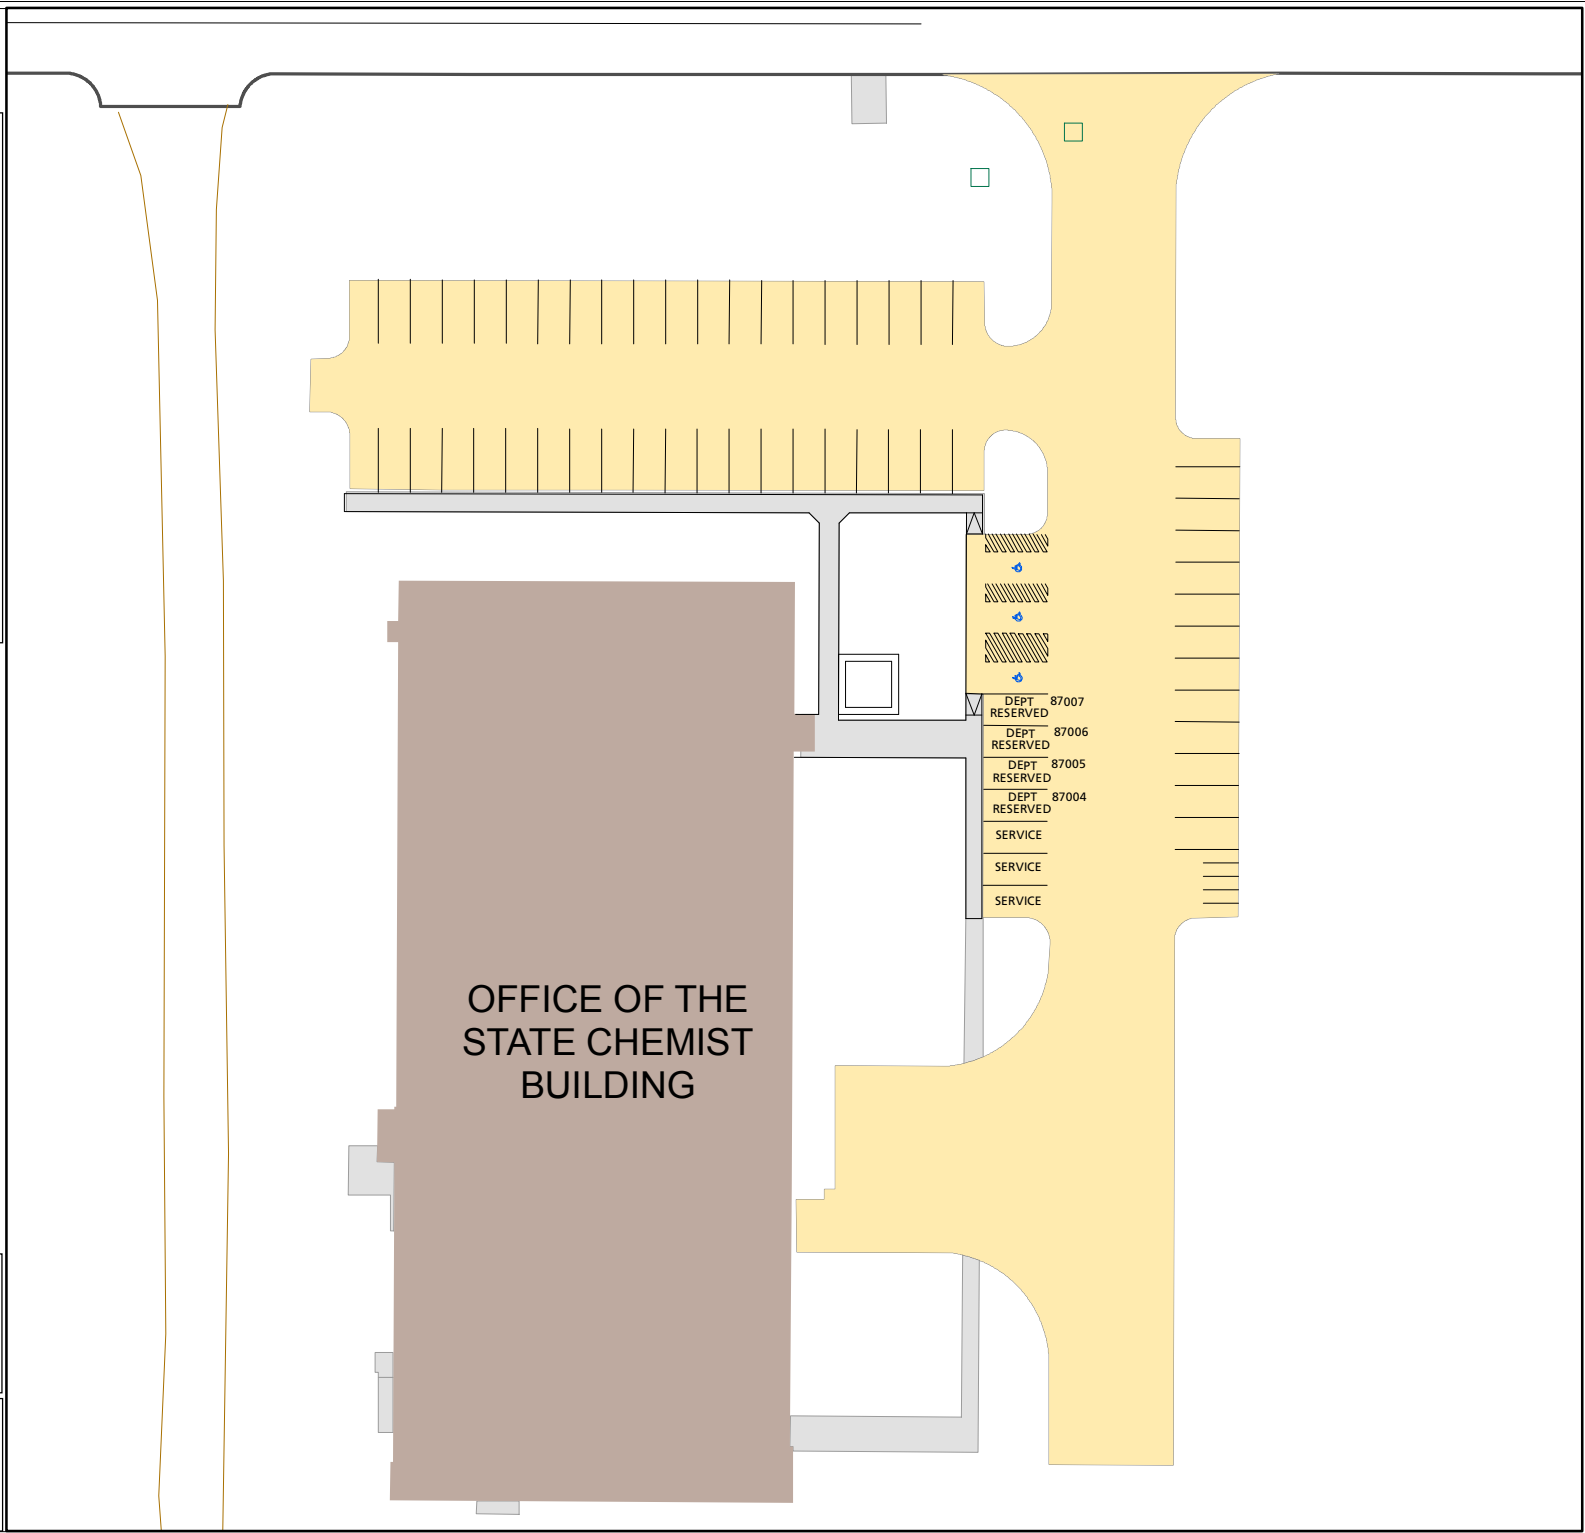 DEPT 87007
RESERVED
DEPT 87006
RESERVED
DEPT 87005
RESERVED
DEPT 87004
RESERVED
SERVICE
SERVICE
SERVICE
OFFICE OF THE
STATE CHEMIST
BUILDING